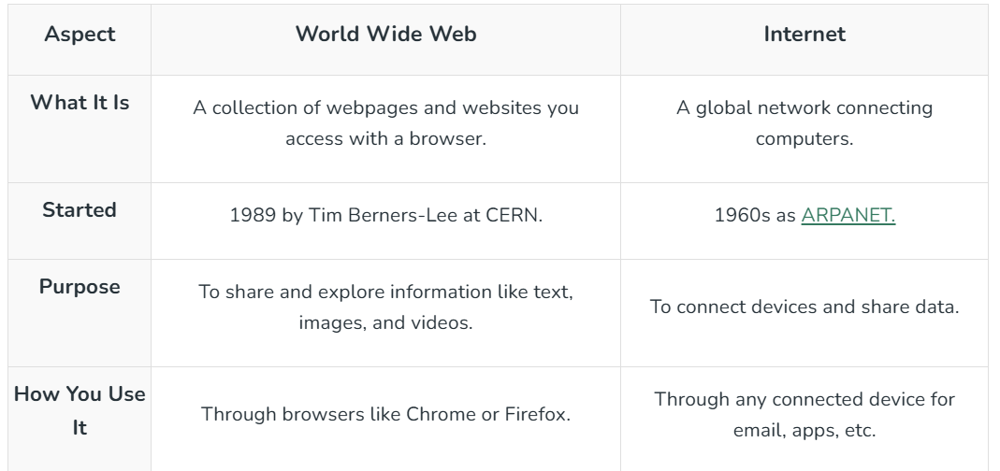 Aspect
World Wide Web
Internet
What It Is
A collection of webpages and websites you
access with a browser.
A global network connecting
computers.
Started
1989 by Tim Berners-Lee at CERN.
1960s as ARPANET.
Purpose
To share and explore information like text,
images, and videos.
To connect devices and share data.
How You Use
It
Through browsers like Chrome or Firefox.
Through any connected device for
email, apps, etc.